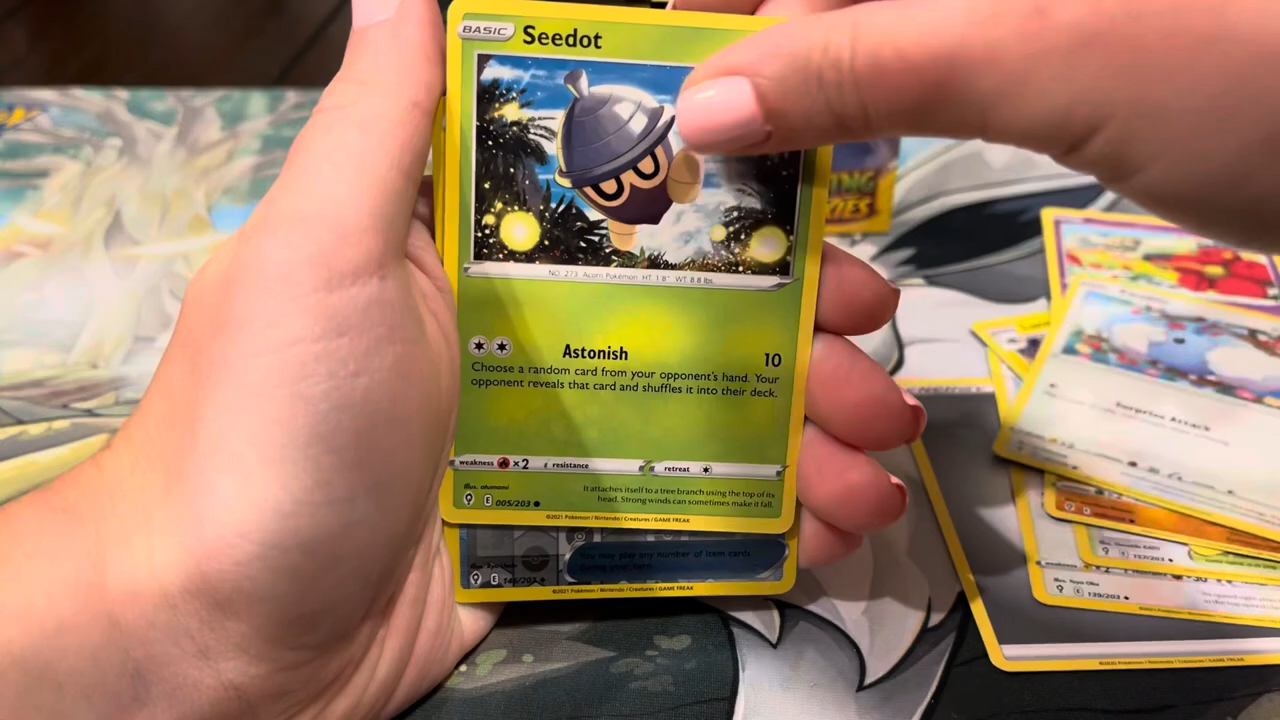 BASIC Seedot
NO. 273 Acorn Pokémon HT. 1'8" WT. 8.8 lbs.
Astonish 10
Choose a random card from your opponent's hand. Your
opponent reveals that card and shuffles it into their deck.
weakness ×2 resistance retreat
Illus. otumami
It attaches itself to a tree branch using the top of its
head. Strong winds can sometimes make it fall.
E 005/203
©2021 Pokémon / Nintendo / Creatures / GAME FREAK
You may play any number of Item cards
during your turn.
E 146/203
©2021 Pokémon / Nintendo / Creatures / GAME FREAK
Surprise Attack
weakness
139/203